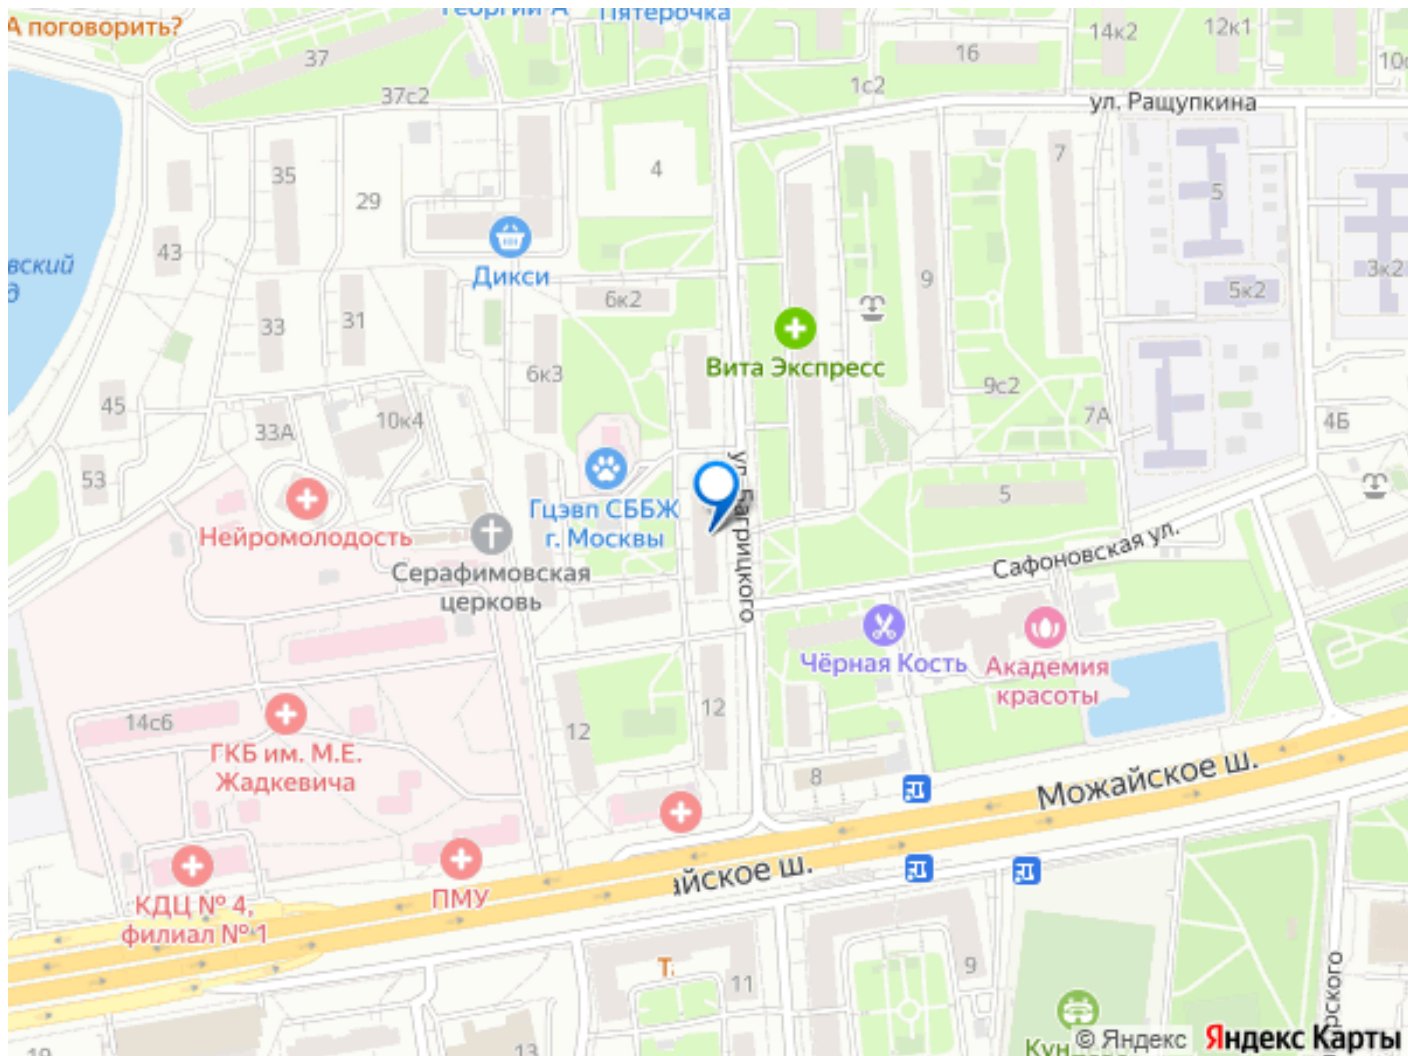 А поговорить?
Георгий-А
Пятерочка
37
37с2
16
14к2
12к1
1с2
ул. Ращупкина
4
35
29
43
7
5
3к2
5к2
Дикси
6к2
9
33
31
Вита Экспресс
6к3
9с2
7А
4Б
45
33А
10к4
53
5
ул. Багрицкого
Гцэвп СББЖ
г. Москвы
Нейромолодость
Серафимовская
церковь
Сафоновская ул.
Чёрная Кость
Академия
красоты
14с6
ГКБ им. М.Е.
Жадкевича
12
12
8
Можайское ш.
айское ш.
ПМУ
КДЦ № 4,
филиал № 1
11
9
13
© Яндекс
Яндекс Карты